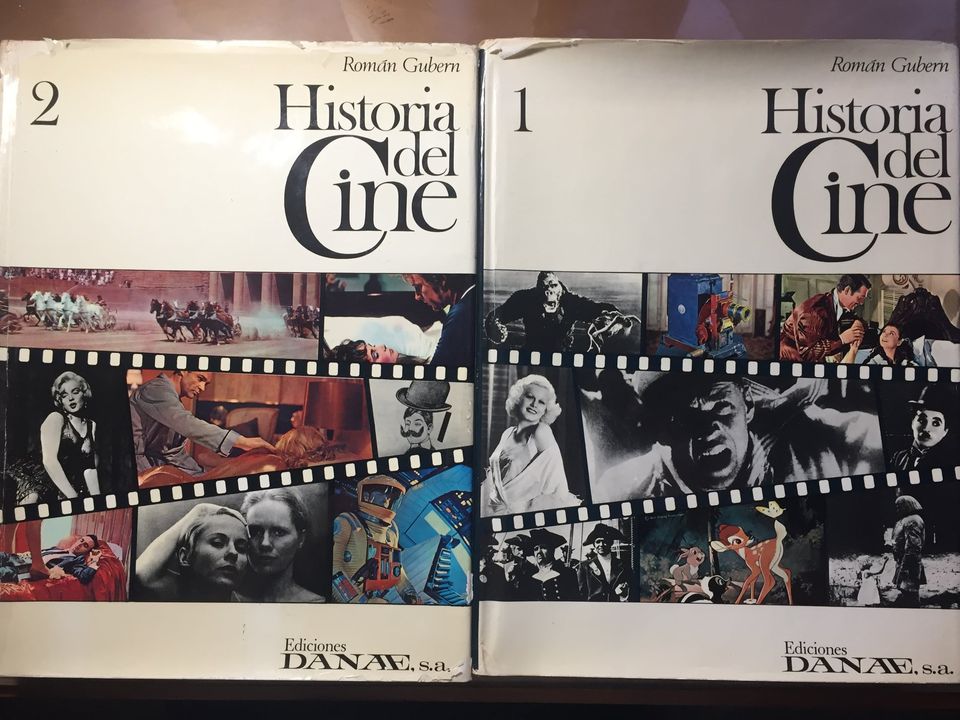 Román Gubern
2
Historia
del
Cine
Ediciones
DANAE, s.a.
Román Gubern
1
Historia
del
Cine
Ediciones
DANAE, s.a.